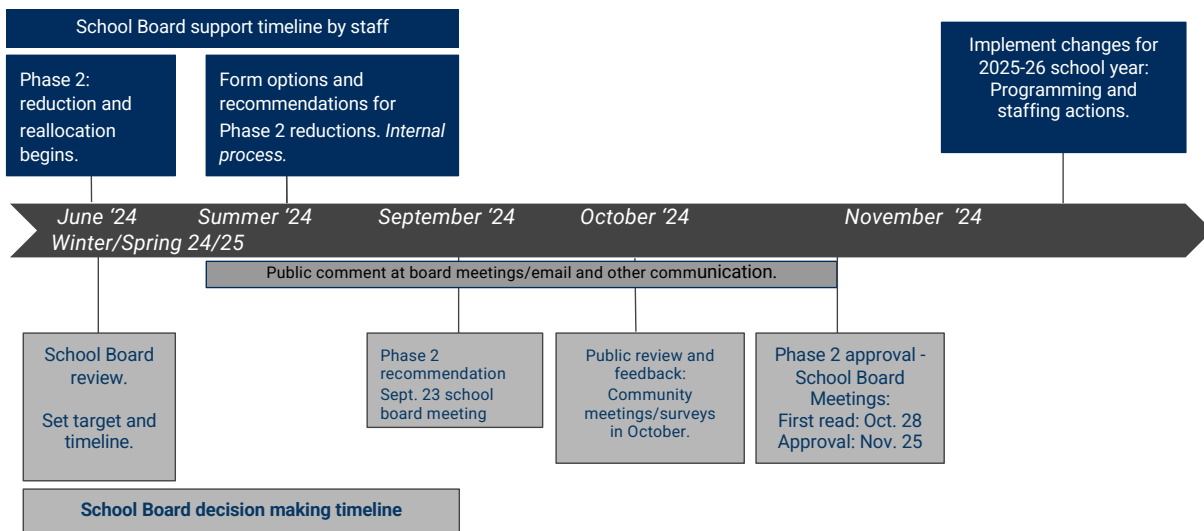 School Board support timeline by staff
Phase 2:
reduction and
reallocation
begins.
Form options and
recommendations for
Phase 2 reductions. Internal
process.
Implement changes for
2025-26 school year:
Programming and
staffing actions.
June ‘24
Summer ‘24
September ‘24
October ‘24
November ‘24
Winter/Spring 24/25
Public comment at board meetings/email and other communication.
School Board
review.
Set target and
timeline.
Phase 2
recommendation
Sept. 23 school
board meeting
Public review and
feedback:
Community
meetings/surveys
in October.
Phase 2 approval -
School Board
Meetings:
First read: Oct. 28
Approval: Nov. 25
School Board decision making timeline